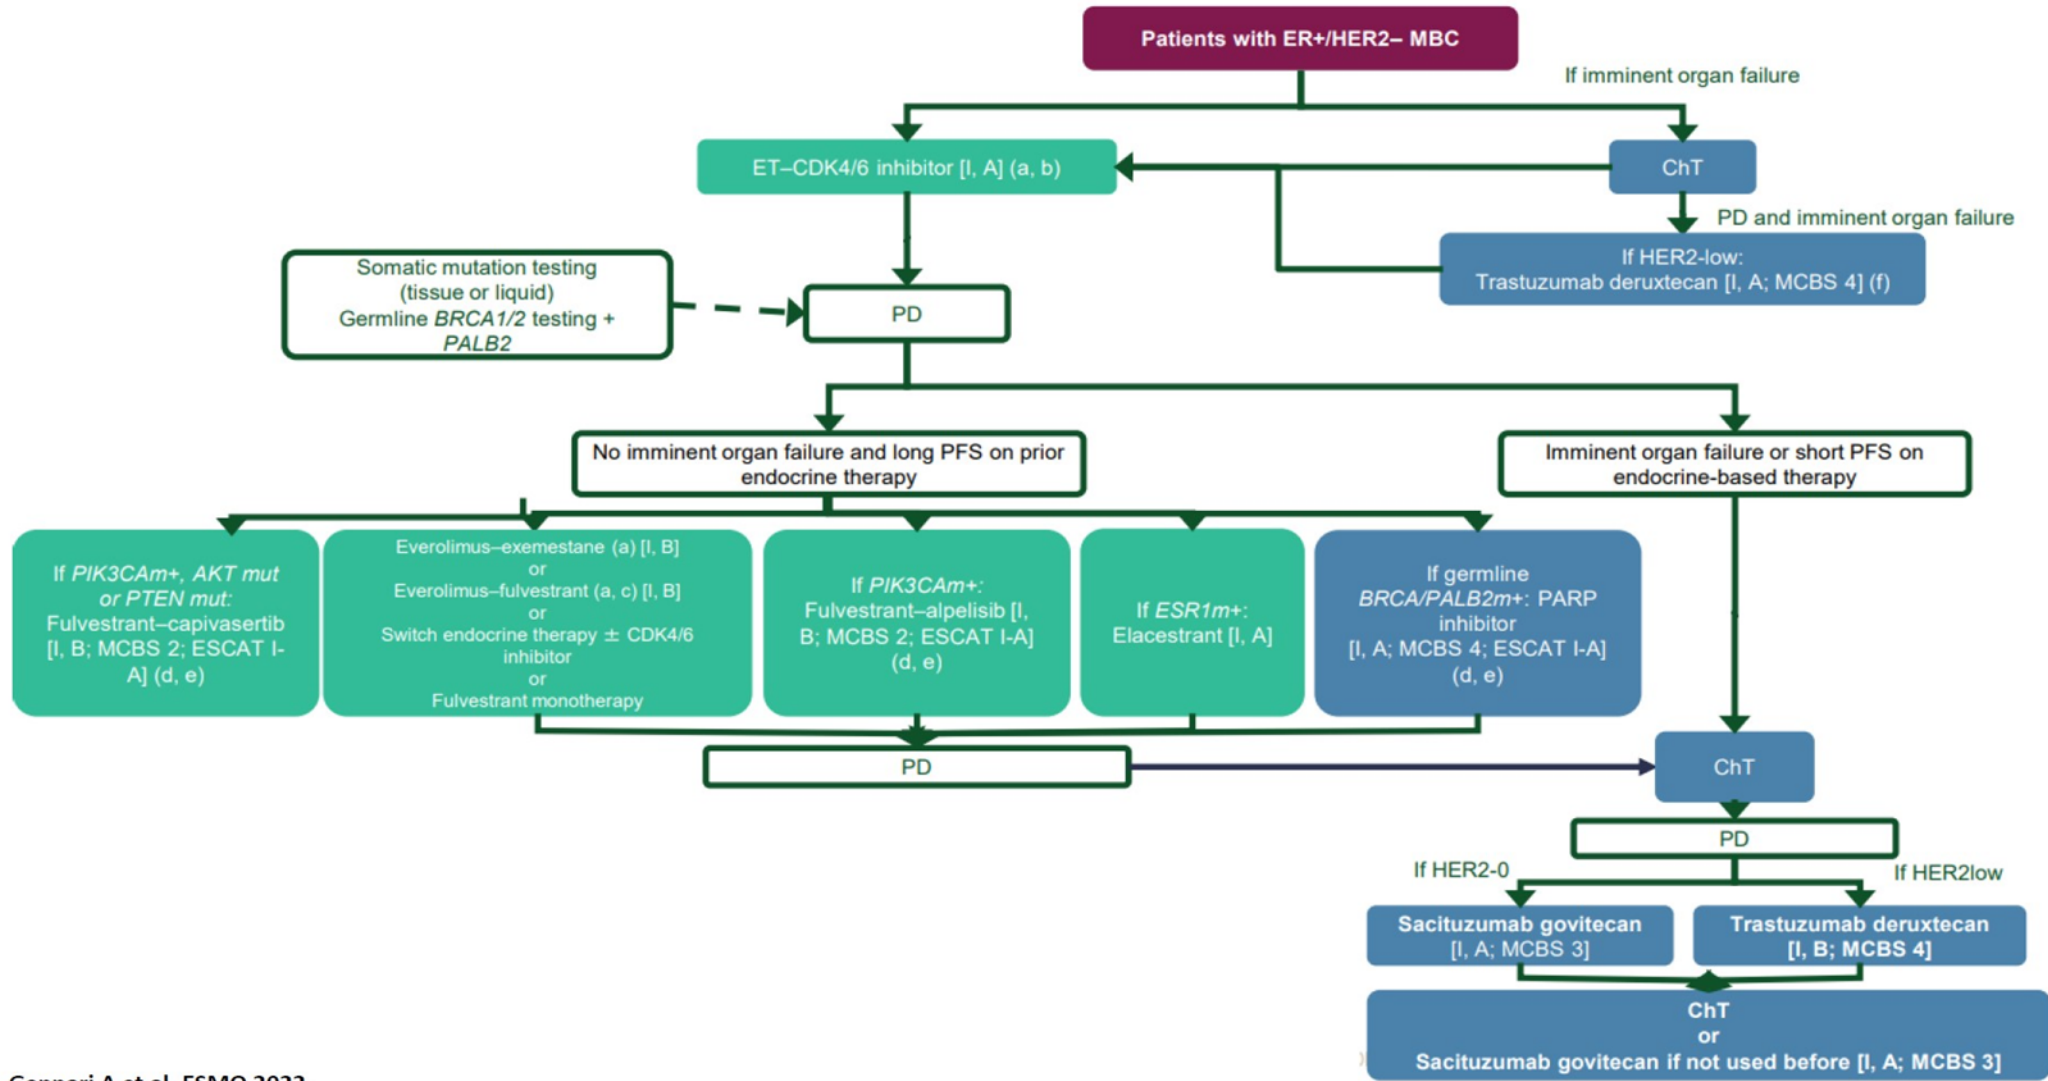 Patients with ER+/HER2– MBC
If imminent organ failure
ET–CDK4/6 inhibitor [I, A] (a, b)
ChT
PD and imminent organ failure
If HER2-low:
Trastuzumab deruxtecan [I, A; MCBS 4] (f)
Somatic mutation testing
(tissue or liquid)
Germline BRCA1/2 testing +
PALB2
PD
No imminent organ failure and long PFS on prior
endocrine therapy
Imminent organ failure or short PFS on
endocrine-based therapy
If PIK3CAm+, AKT mut
or PTEN mut:
Fulvestrant–capivasertib
[I, B; MCBS 2; ESCAT I-
A] (d, e)
Everolimus–exemestane (a) [I, B]
or
Everolimus–fulvestrant (a, c) [I, B]
or
Switch endocrine therapy ± CDK4/6
inhibitor
or
Fulvestrant monotherapy
If PIK3CAm+:
Fulvestrant–alpelisib [I,
B; MCBS 2; ESCAT I-A]
(d, e)
If ESR1m+:
Elacestrant [I, A]
If germline
BRCA/PALB2m+: PARP
inhibitor
[I, A; MCBS 4; ESCAT I-A]
(d, e)
PD
ChT
PD
If HER2-0
If HER2low
Sacituzumab govitecan
[I, A; MCBS 3]
Trastuzumab deruxtecan
[I, B; MCBS 4]
ChT
or
Sacituzumab govitecan if not used before [I, A; MCBS 3]